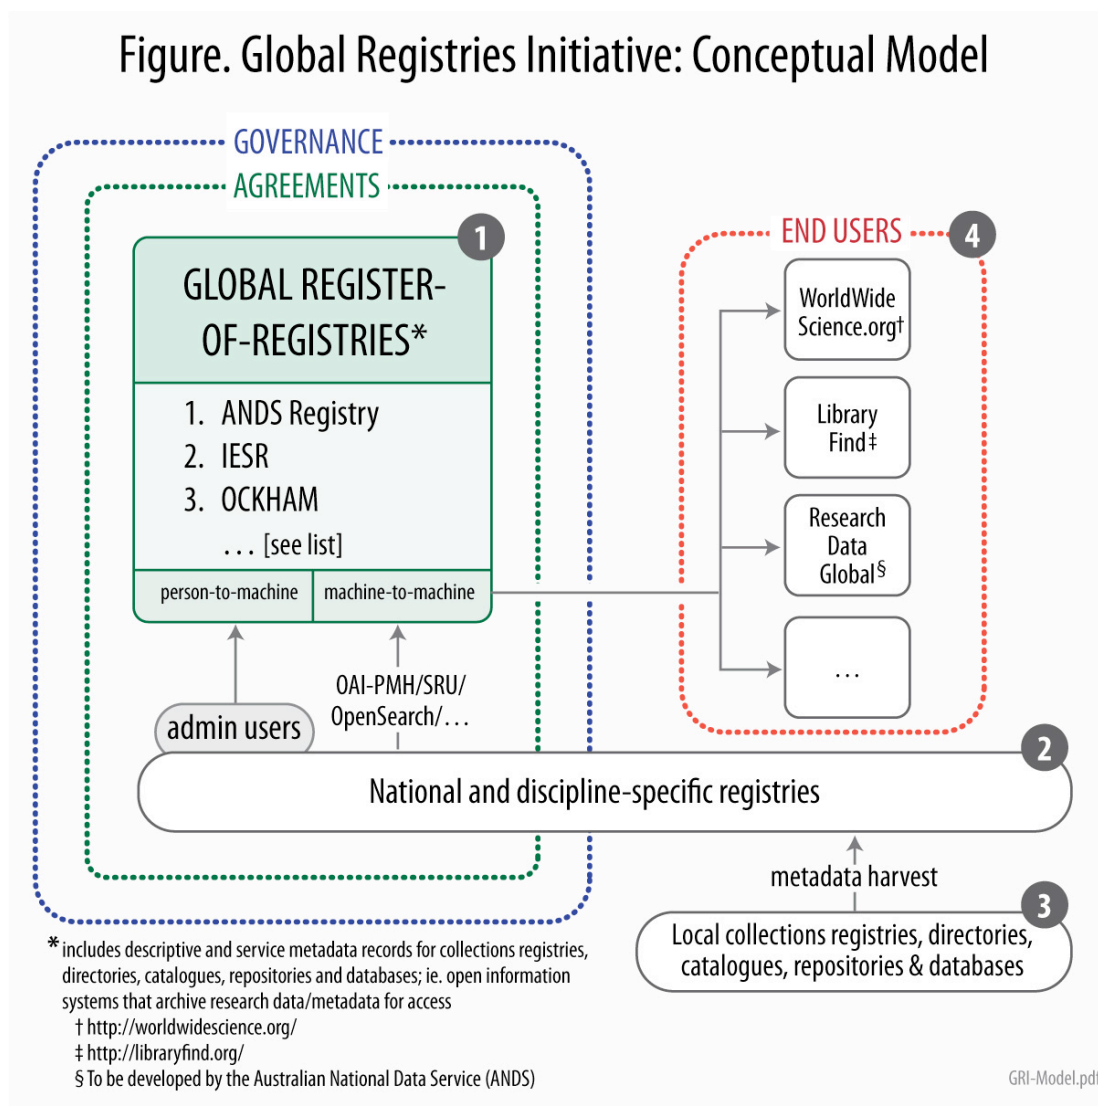 Figure. Global Registries Initiative: Conceptual Model
GOVERNANCE
AGREEMENTS
1
GLOBAL REGISTER-
OF-REGISTRIES*
1. ANDS Registry
2. IESR
3. OCKHAM
... [see list]
person-to-machine
machine-to-machine
END USERS
4
WorldWide
Science.org†
Library
Find‡
Research
Data
Global§
...
OAI-PMH/SRU/
OpenSearch/...
admin users
2
National and discipline-specific registries
metadata harvest
3
Local collections registries, directories,
catalogues, repositories & databases
* includes descriptive and service metadata records for collections registries,
directories, catalogues, repositories and databases; ie. open information
systems that archive research data/metadata for access
† http://worldwidescience.org/
‡ http://libraryfind.org/
§ To be developed by the Australian National Data Service (ANDS)
GRI-Model.pdf